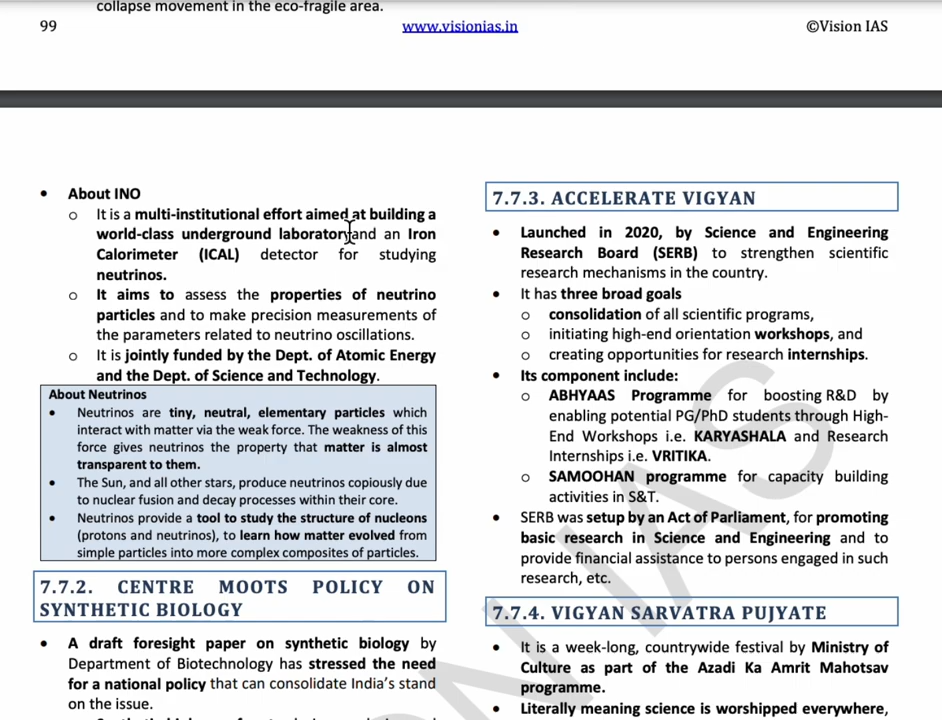 collapse movement in the eco-fragile area.
99
www.visionias.in
©Vision IAS
• About INO
o It is a multi-institutional effort aimed at building a
world-class underground laboratory and an Iron
Calorimeter (ICAL) detector for studying
neutrinos.
o It aims to assess the properties of neutrino
particles and to make precision measurements of
the parameters related to neutrino oscillations.
o It is jointly funded by the Dept. of Atomic Energy
and the Dept. of Science and Technology.
About Neutrinos
• Neutrinos are tiny, neutral, elementary particles which
interact with matter via the weak force. The weakness of this
force gives neutrinos the property that matter is almost
transparent to them.
• The Sun, and all other stars, produce neutrinos copiously due
to nuclear fusion and decay processes within their core.
• Neutrinos provide a tool to study the structure of nucleons
(protons and neutrinos), to learn how matter evolved from
simple particles into more complex composites of particles.
7.7.2. CENTRE MOOTS POLICY ON
SYNTHETIC BIOLOGY
• A draft foresight paper on synthetic biology by
Department of Biotechnology has stressed the need
for a national policy that can consolidate India's stand
on the issue.
7.7.3. ACCELERATE VIGYAN
• Launched in 2020, by Science and Engineering
Research Board (SERB) to strengthen scientific
research mechanisms in the country.
• It has three broad goals
o consolidation of all scientific programs,
o initiating high-end orientation workshops, and
o creating opportunities for research internships.
• Its component include:
o ABHYAAS Programme for boosting R&D by
enabling potential PG/PhD students through High-
End Workshops i.e. KARYASHALA and Research
Internships i.e. VRITIKA.
o SAMOOHAN programme for capacity building
activities in S&T.
• SERB was setup by an Act of Parliament, for promoting
basic research in Science and Engineering and to
provide financial assistance to persons engaged in such
research, etc.
7.7.4. VIGYAN SARVATRA PUJYATE
• It is a week-long, countrywide festival by Ministry of
Culture as part of the Azadi Ka Amrit Mahotsav
programme.
• Literally meaning science is worshipped everywhere,